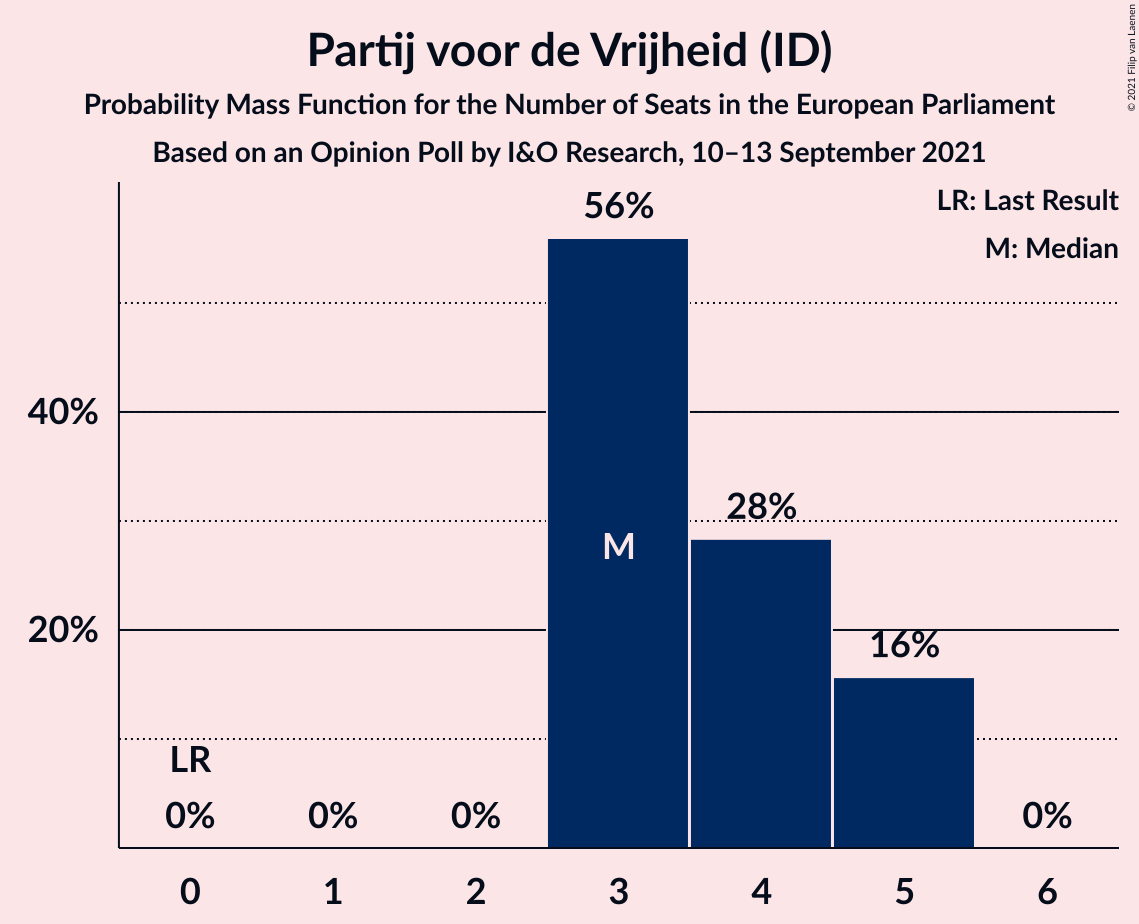 Partij voor de Vrijheid (ID)
Probability Mass Function for the Number of Seats in the European Parliament
Based on an Opinion Poll by I&O Research, 10–13 September 2021
© 2021 Filip van Laenen
LR: Last Result
M: Median
56%
40%
28%
M
20%
16%
LR
0%
0%
0%
0%
0
1
2
3
4
5
6